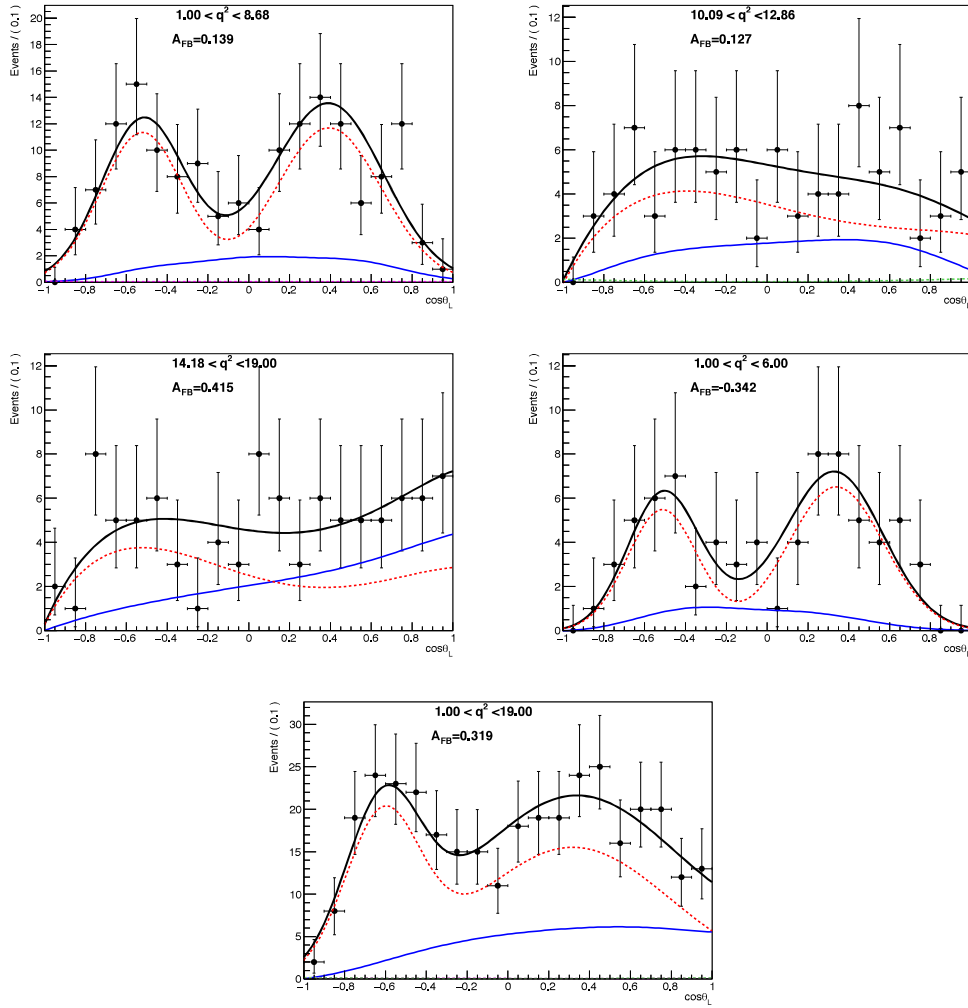 1.00 < q² < 8.68
A_FB=0.139
Events / ( 0.1 )
20
18
16
14
12
10
8
6
4
2
0
-1 -0.8 -0.6 -0.4 -0.2 0 0.2 0.4 0.6 0.8 1
cosθ_L
10.09 < q² <12.86
A_FB=0.127
Events / ( 0.1 )
12
10
8
6
4
2
0
-1 -0.8 -0.6 -0.4 -0.2 0 0.2 0.4 0.6 0.8
cosθ_L
14.18 < q² <19.00
A_FB=0.415
Events / ( 0.1 )
12
10
8
6
4
2
0
-1 -0.8 -0.6 -0.4 -0.2 0 0.2 0.4 0.6 0.8 1
cosθ_L
1.00 < q² < 6.00
A_FB=-0.342
Events / ( 0.1 )
12
10
8
6
4
2
0
-1 -0.8 -0.6 -0.4 -0.2 0 0.2 0.4 0.6 0.8
cosθ_L
1.00 < q² <19.00
A_FB=0.319
Events / ( 0.1 )
30
25
20
15
10
5
0
-1 -0.8 -0.6 -0.4 -0.2 0 0.2 0.4 0.6 0.8 1
cosθ_L